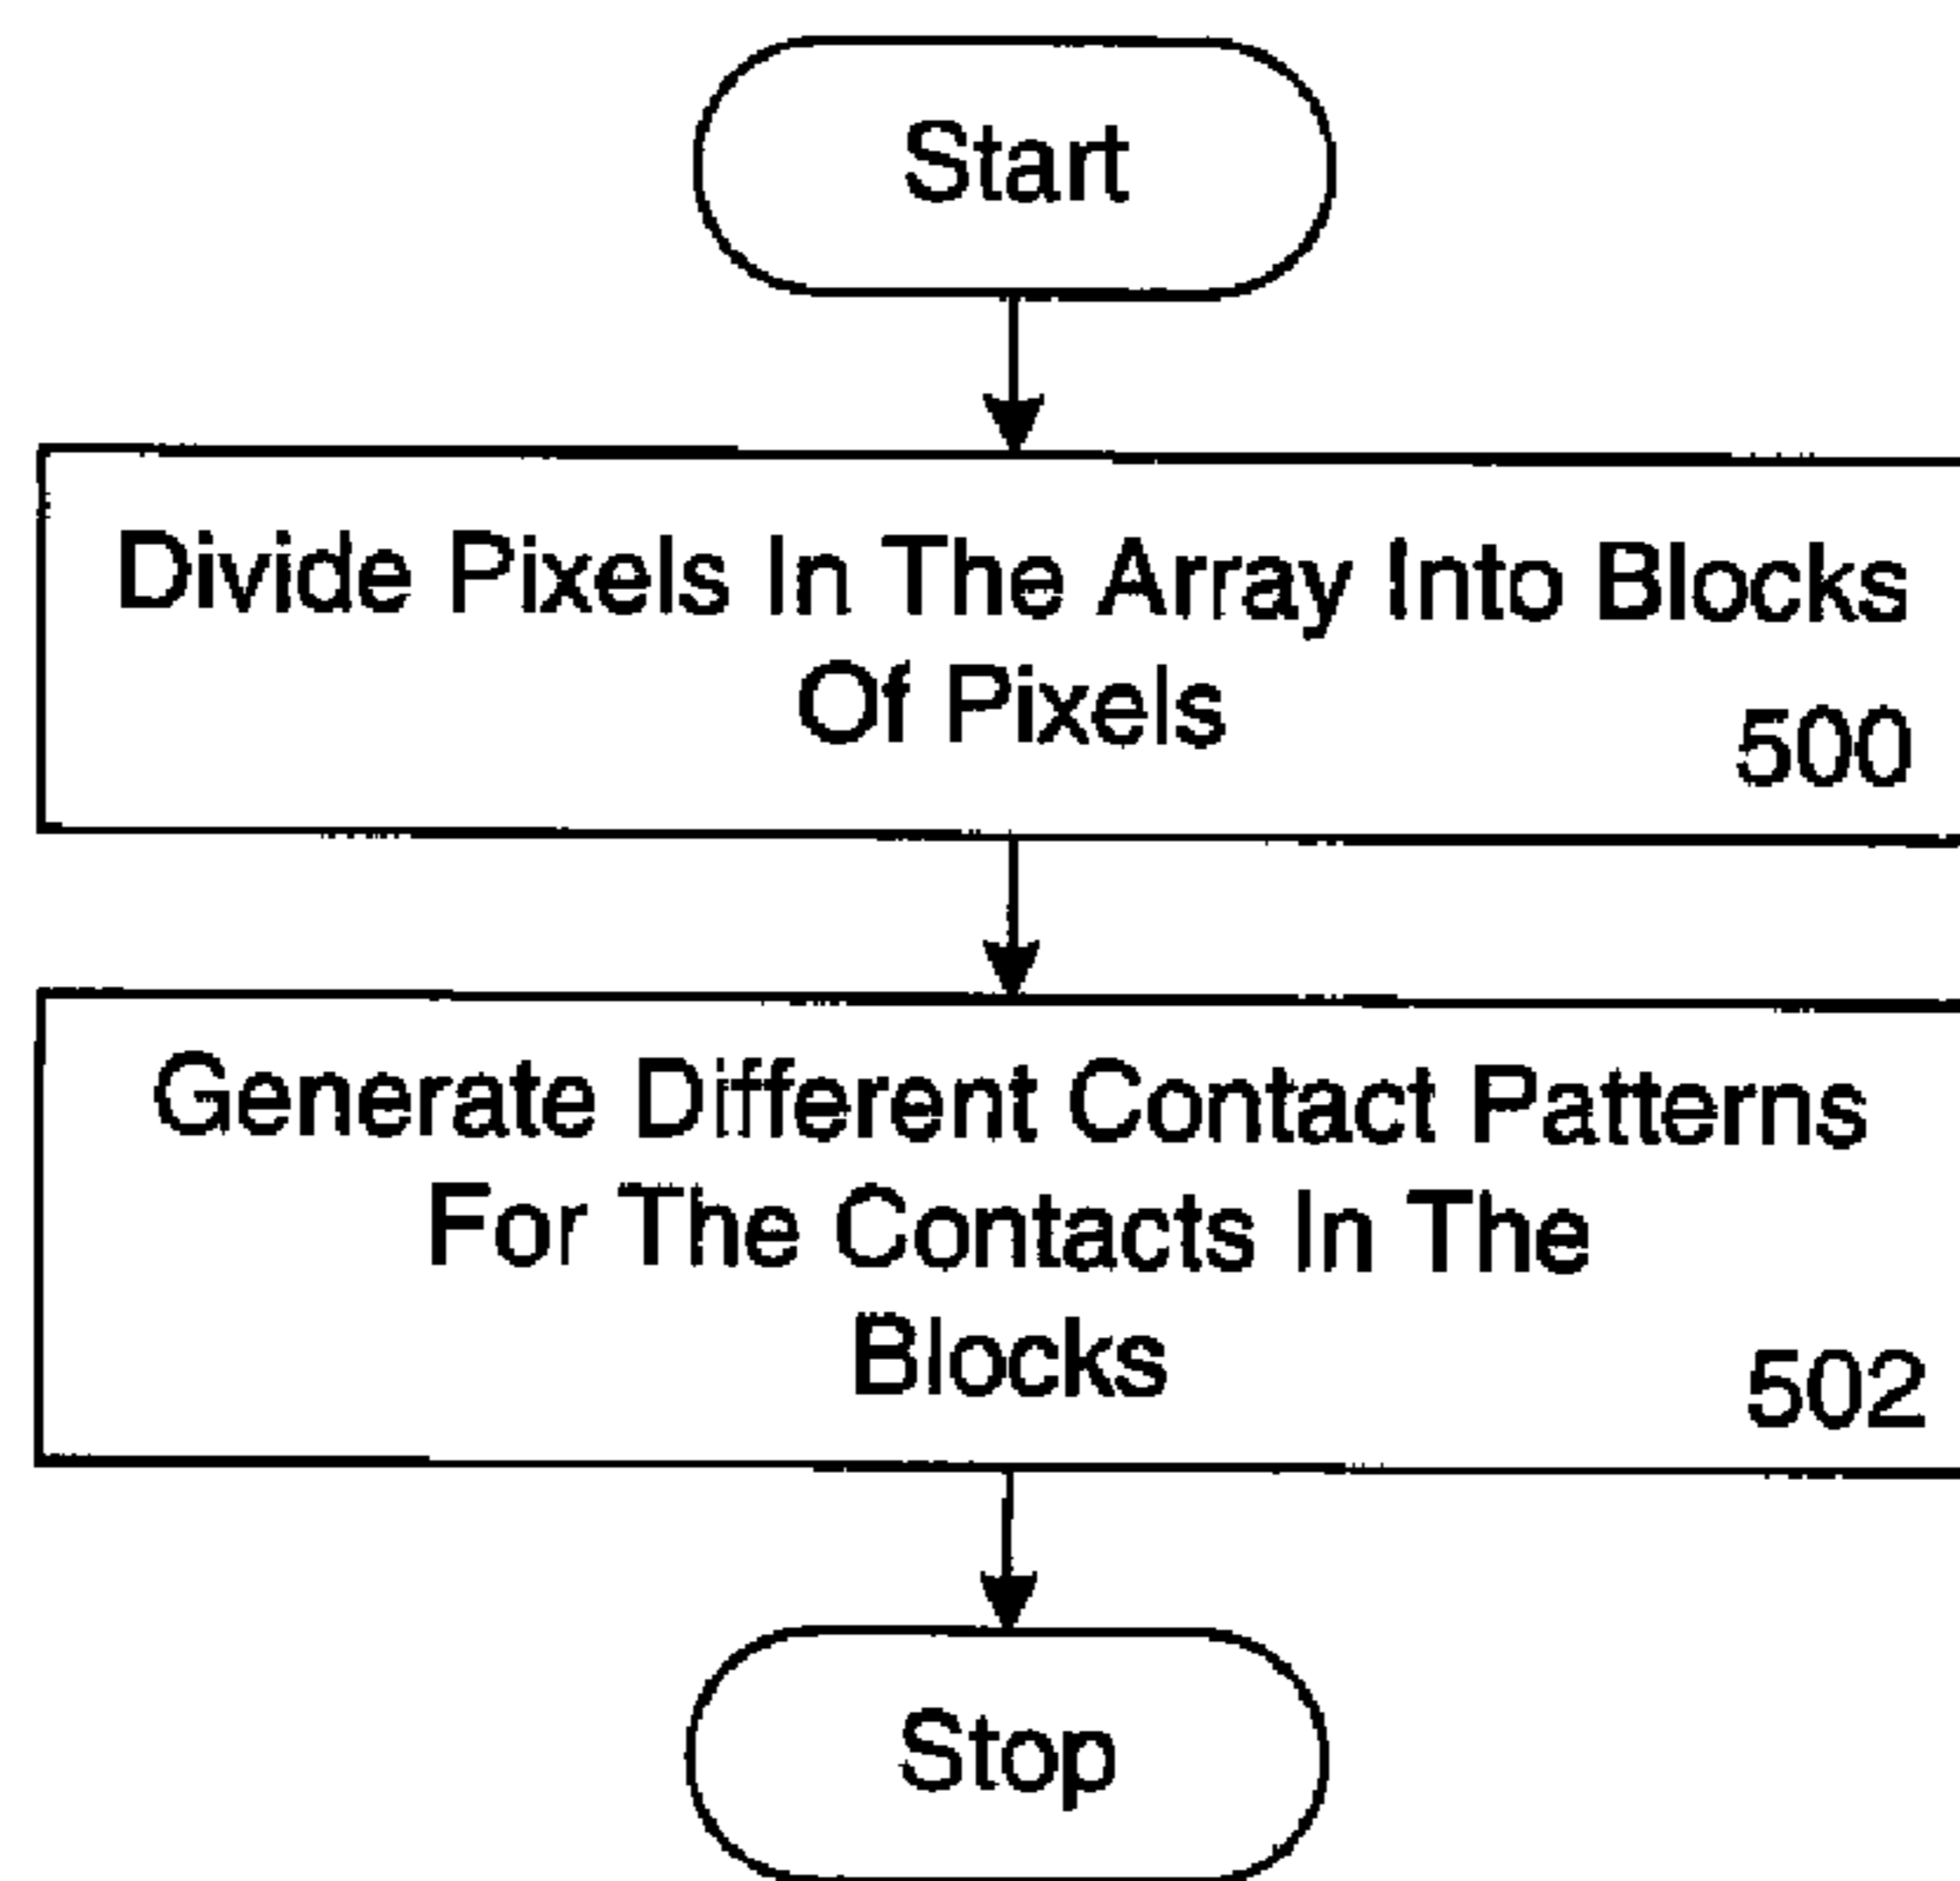 Start
Divide Pixels In The Array Into Blocks
Of Pixels
500
Generate Different Contact Patterns
For The Contacts In The
Blocks
502
Stop